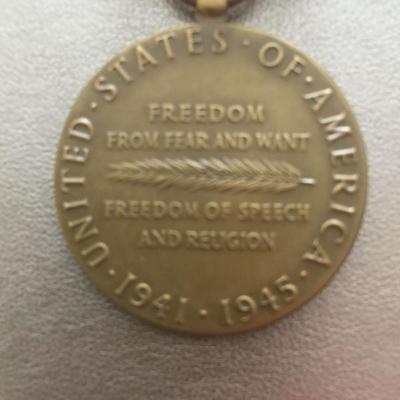 UNITED · STATES · OF · AMERICA
FREEDOM
FROM FEAR AND WANT
FREEDOM OF SPEECH
AND RELIGION
· 1941 · 1945 ·